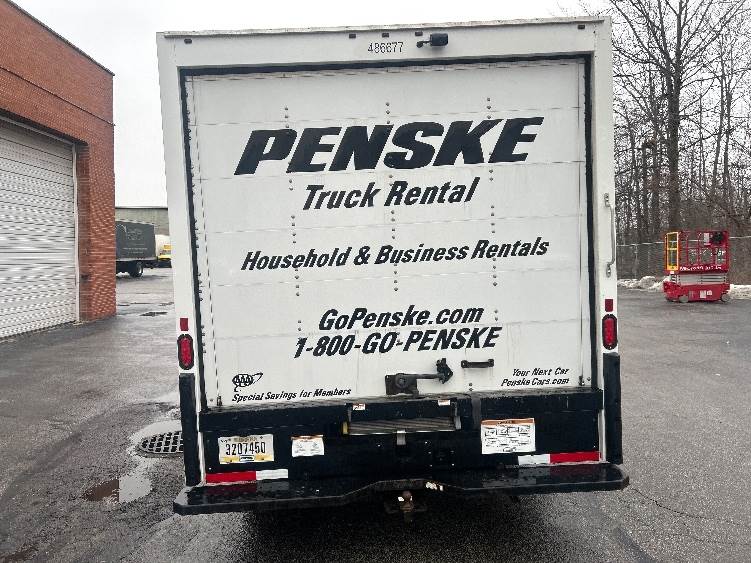 486677
PENSKE
Truck Rental
Household & Business Rentals
GoPenske.com
1-800-GO-PENSKE
AAA
Special Savings for Members
Your Next Car
PenskeCars.com
3207450